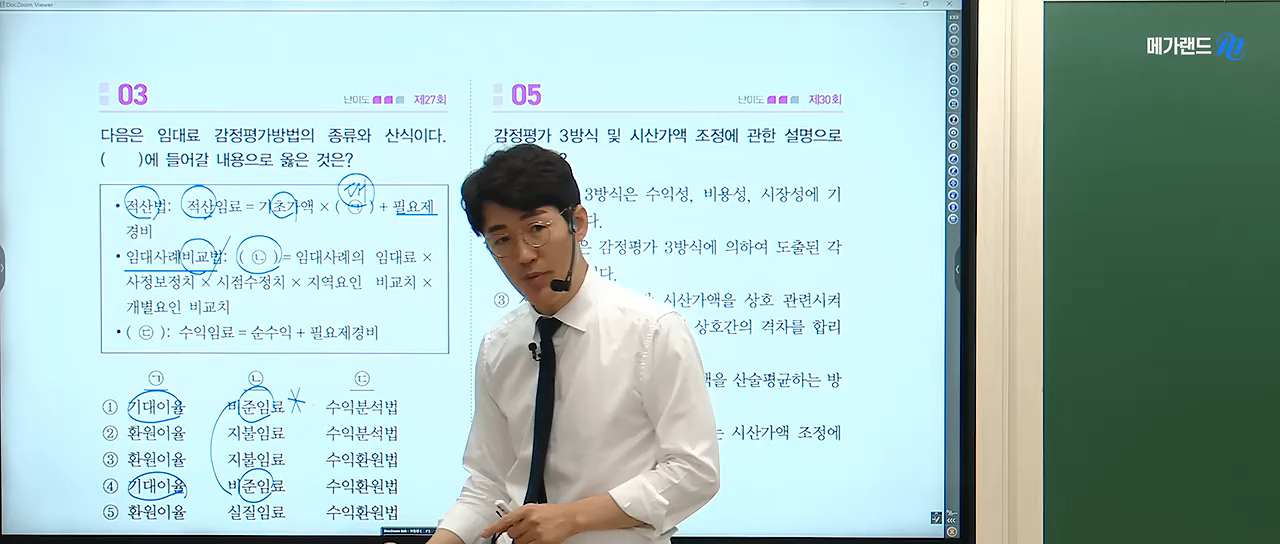 DocZoom Viewer
메가랜드
03
난이도
제27회
다음은 임대료 감정평가방법의 종류와 산식이다.
( )에 들어갈 내용으로 옳은 것은?
• 적산법: 적산임료 = 기초가액 × ( ㉠ ) + 필요제
경비
• 임대사례비교법: ( ㉡ ) = 임대사례의 임대료 ×
사정보정치 × 시점수정치 × 지역요인 비교치 ×
개별요인 비교치
• ( ㉢ ): 수익임료 = 순수익 + 필요제경비
㉠ ㉡ ㉢
① 기대이율 비준임료 수익분석법
② 환원이율 지불임료 수익분석법
③ 환원이율 지불임료 수익환원법
④ 기대이율 비준임료 수익환원법
⑤ 환원이율 실질임료 수익환원법
05
난이도
제30회
감정평가 3방식 및 시산가액 조정에 관한 설명으로
?
3방식은 수익성, 비용성, 시장성에 기
다.
은 감정평가 3방식에 의하여 도출된 각
다.
③ 시산가액을 상호 관련시켜
상호간의 격차를 합리
을 산술평균하는 방
는 시산가액 조정에